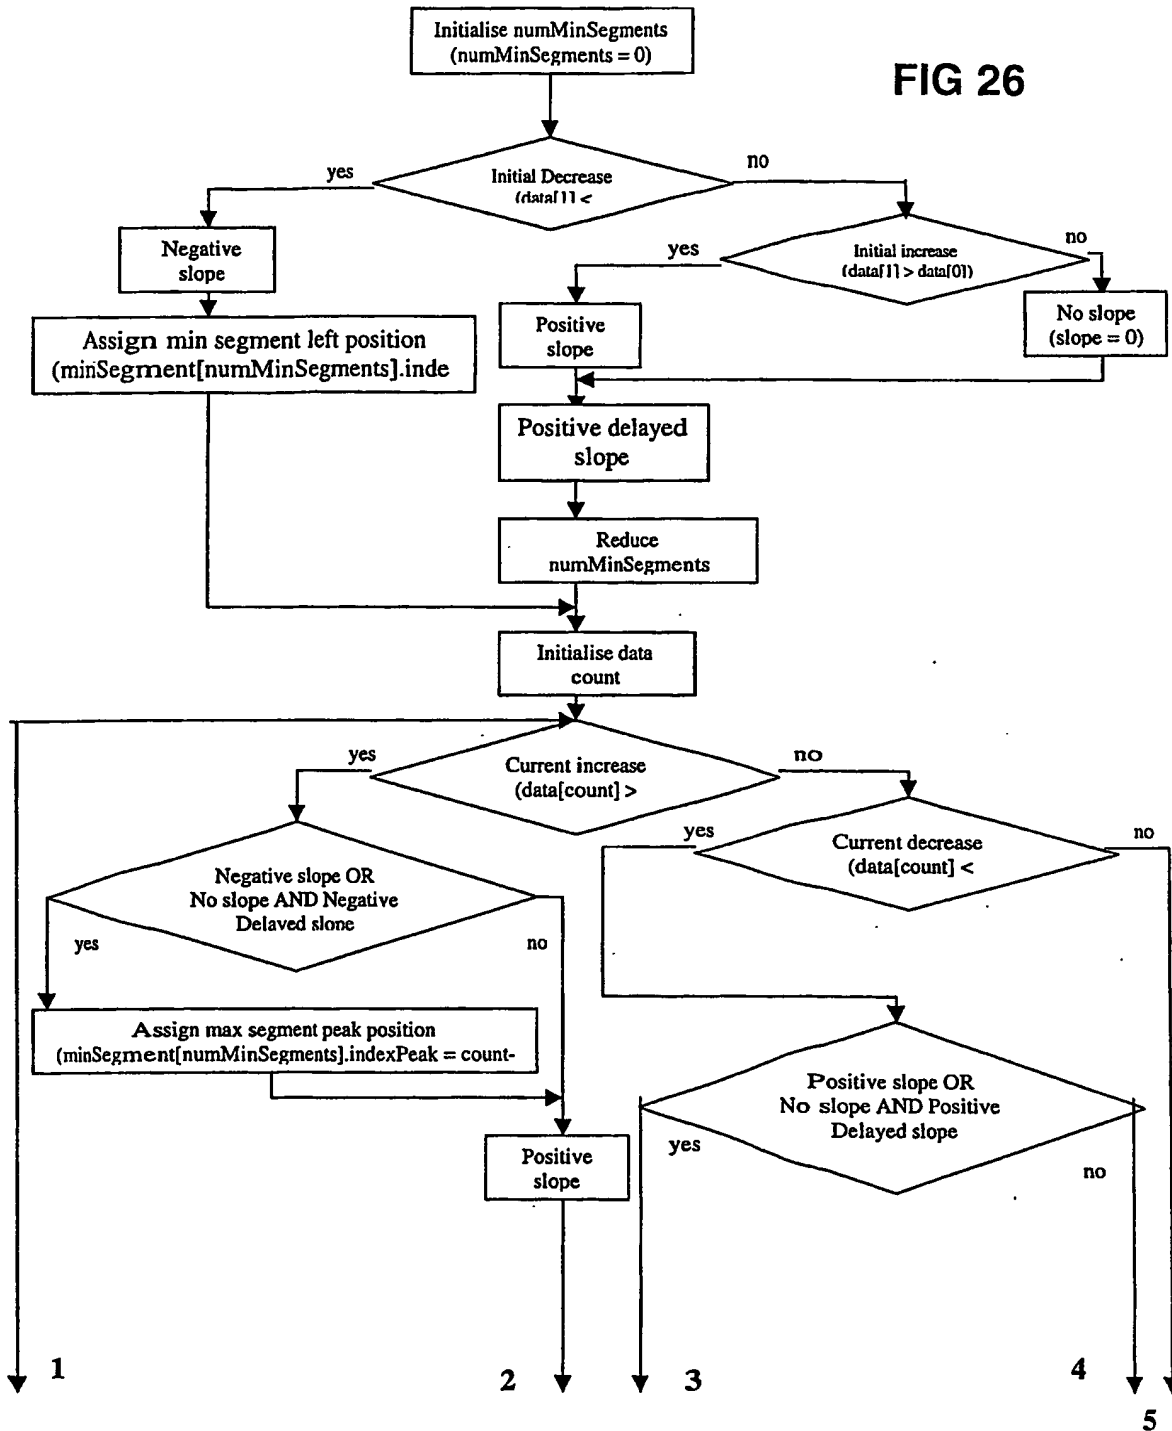 Initialise numMinSegments
(numMinSegments = 0)
FIG 26
yes
Initial Decrease
(data[1] <
no
Negative
slope
yes
Initial increase
(data[1] > data[0])
no
Assign min segment left position
(minSegment[numMinSegments].inde
Positive
slope
No slope
(slope = 0)
Positive delayed
slope
Reduce
numMinSegments
Initialise data
count
yes
Current increase
(data[count] >
no
yes
Current decrease
(data[count] <
no
Negative slope OR
No slope AND Negative
Delayed slope
yes
no
Assign max segment peak position
(minSegment[numMinSegments].indexPeak = count-
Positive slope OR
No slope AND Positive
Delayed slope
yes
no
Positive
slope
1
2
3
4
5